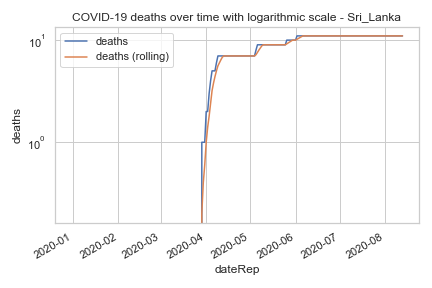 COVID-19 deaths over time with logarithmic scale - Sri_Lanka
deaths
deaths (rolling)
10¹
10⁰
deaths
2020-01
2020-02
2020-03
2020-04
2020-05
2020-06
2020-07
2020-08
dateRep